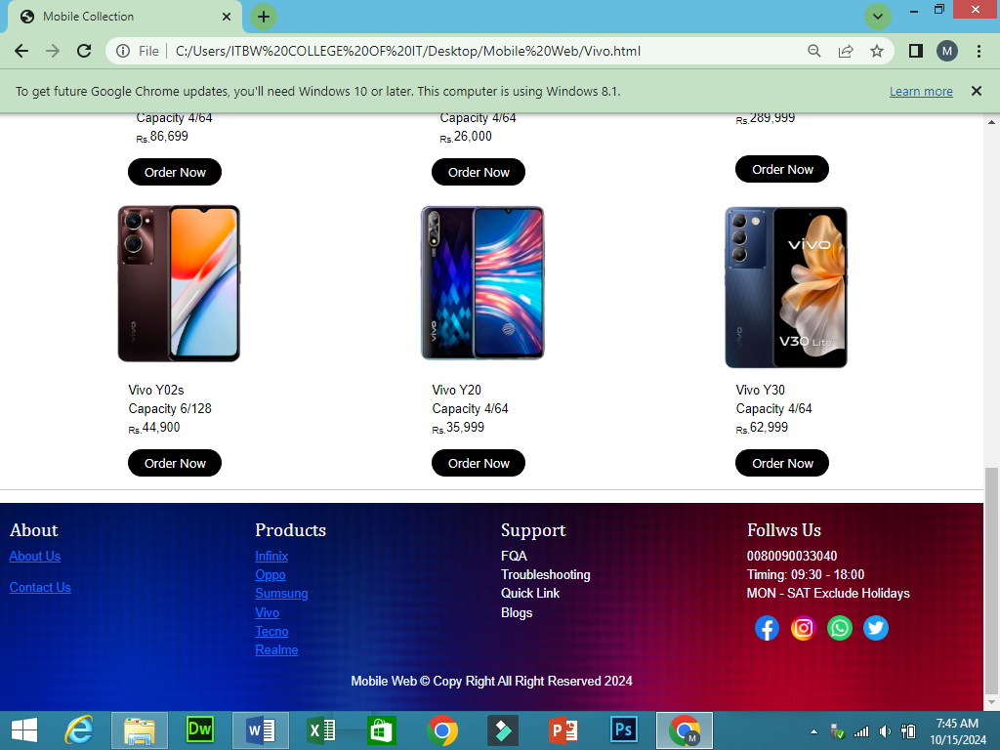 Mobile Collection
File
C:/Users/ITBW%20COLLEGE%20OF%20IT/Desktop/Mobile%20Web/Vivo.html
M
To get future Google Chrome updates, you'll need Windows 10 or later. This computer is using Windows 8.1.
Learn more
Capacity 4/64
Rs.86,699
Order Now
Capacity 4/64
Rs.26,000
Order Now
Rs.289,999
Order Now
vivo
vivo
vivo
vivo
V30 Lite
Vivo Y02s
Capacity 6/128
Rs.44,900
Order Now
Vivo Y20
Capacity 4/64
Rs.35,999
Order Now
Vivo Y30
Capacity 4/64
Rs.62,999
Order Now
About
About Us
Contact Us
Products
Infinix
Oppo
Sumsung
Vivo
Tecno
Realme
Support
FQA
Troubleshooting
Quick Link
Blogs
Follws Us
0080090033040
Timing: 09:30 - 18:00
MON - SAT Exclude Holidays
Mobile Web © Copy Right All Right Reserved 2024
Dw
W
X
P
Ps
M
7:45 AM
10/15/2024